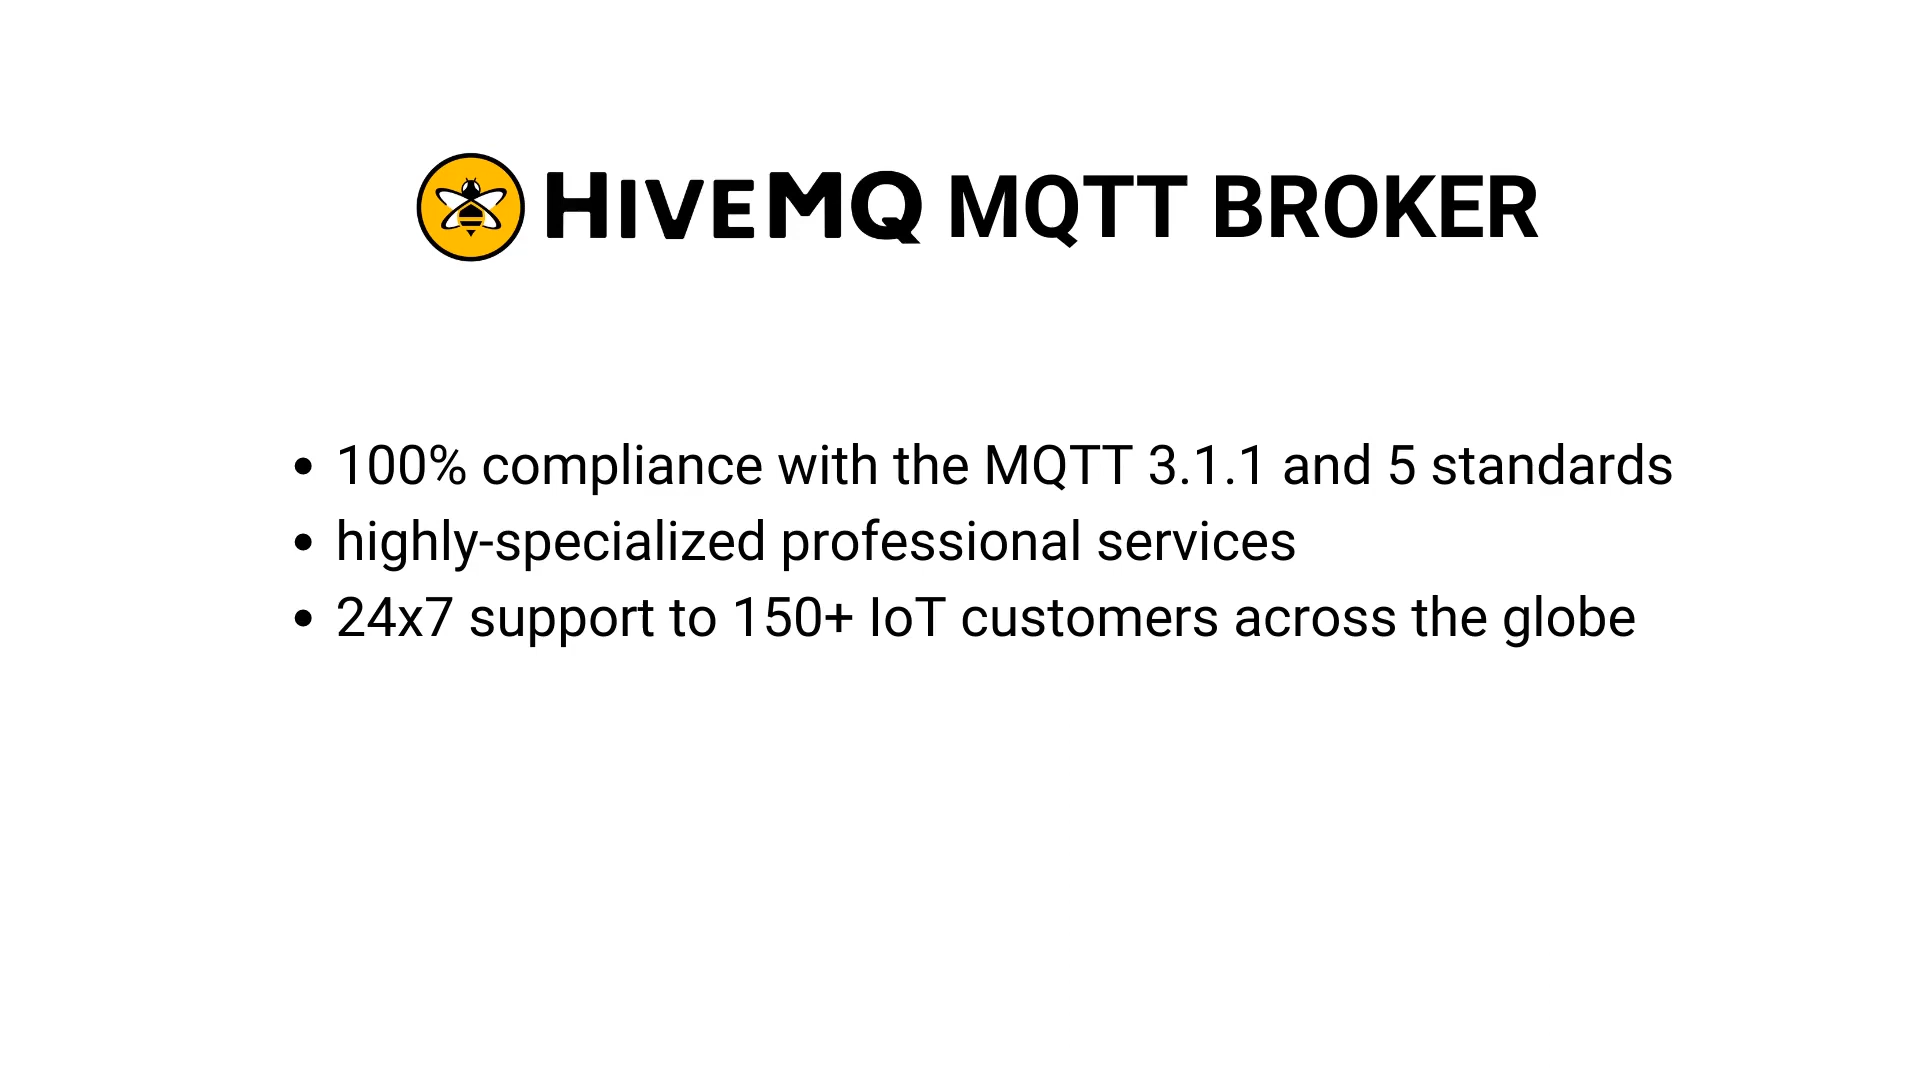 HIVEMQ MQTT BROKER
• 100% compliance with the MQTT 3.1.1 and 5 standards
• highly-specialized professional services
• 24x7 support to 150+ IoT customers across the globe